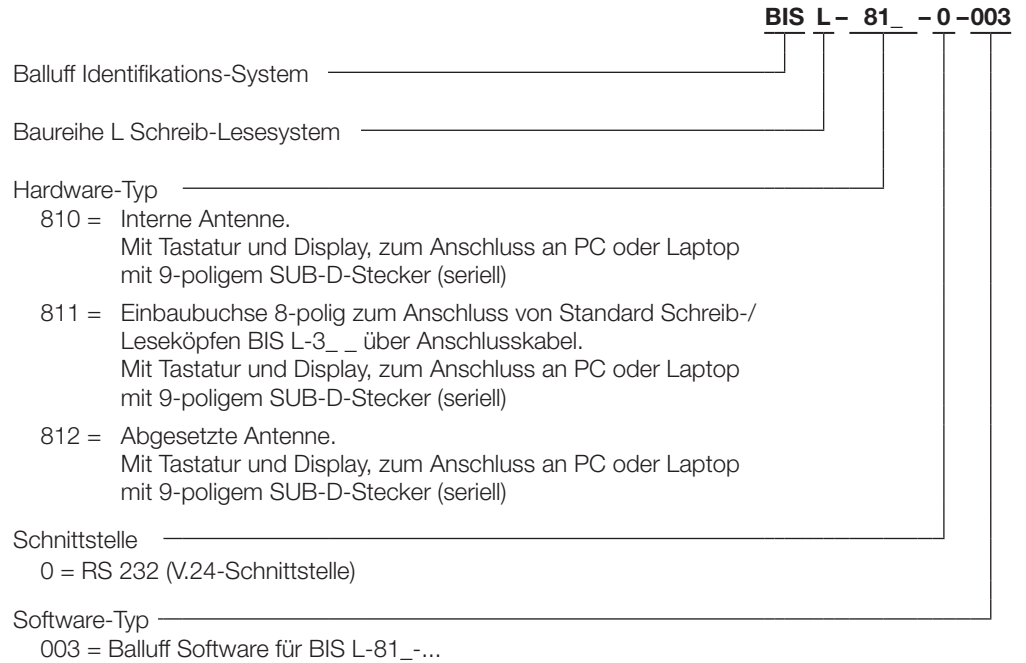 BIS L – 81_ – 0 –003
Balluff Identifikations-System
Baureihe L Schreib-Lesesystem
Hardware-Typ
810 = Interne Antenne.
Mit Tastatur und Display, zum Anschluss an PC oder Laptop
mit 9-poligem SUB-D-Stecker (seriell)
811 = Einbaubuchse 8-polig zum Anschluss von Standard Schreib-/
Leseköpfen BIS L-3_ _ über Anschlusskabel.
Mit Tastatur und Display, zum Anschluss an PC oder Laptop
mit 9-poligem SUB-D-Stecker (seriell)
812 = Abgesetzte Antenne.
Mit Tastatur und Display, zum Anschluss an PC oder Laptop
mit 9-poligem SUB-D-Stecker (seriell)
Schnittstelle
0 = RS 232 (V.24-Schnittstelle)
Software-Typ
003 = Balluff Software für BIS L-81_-...